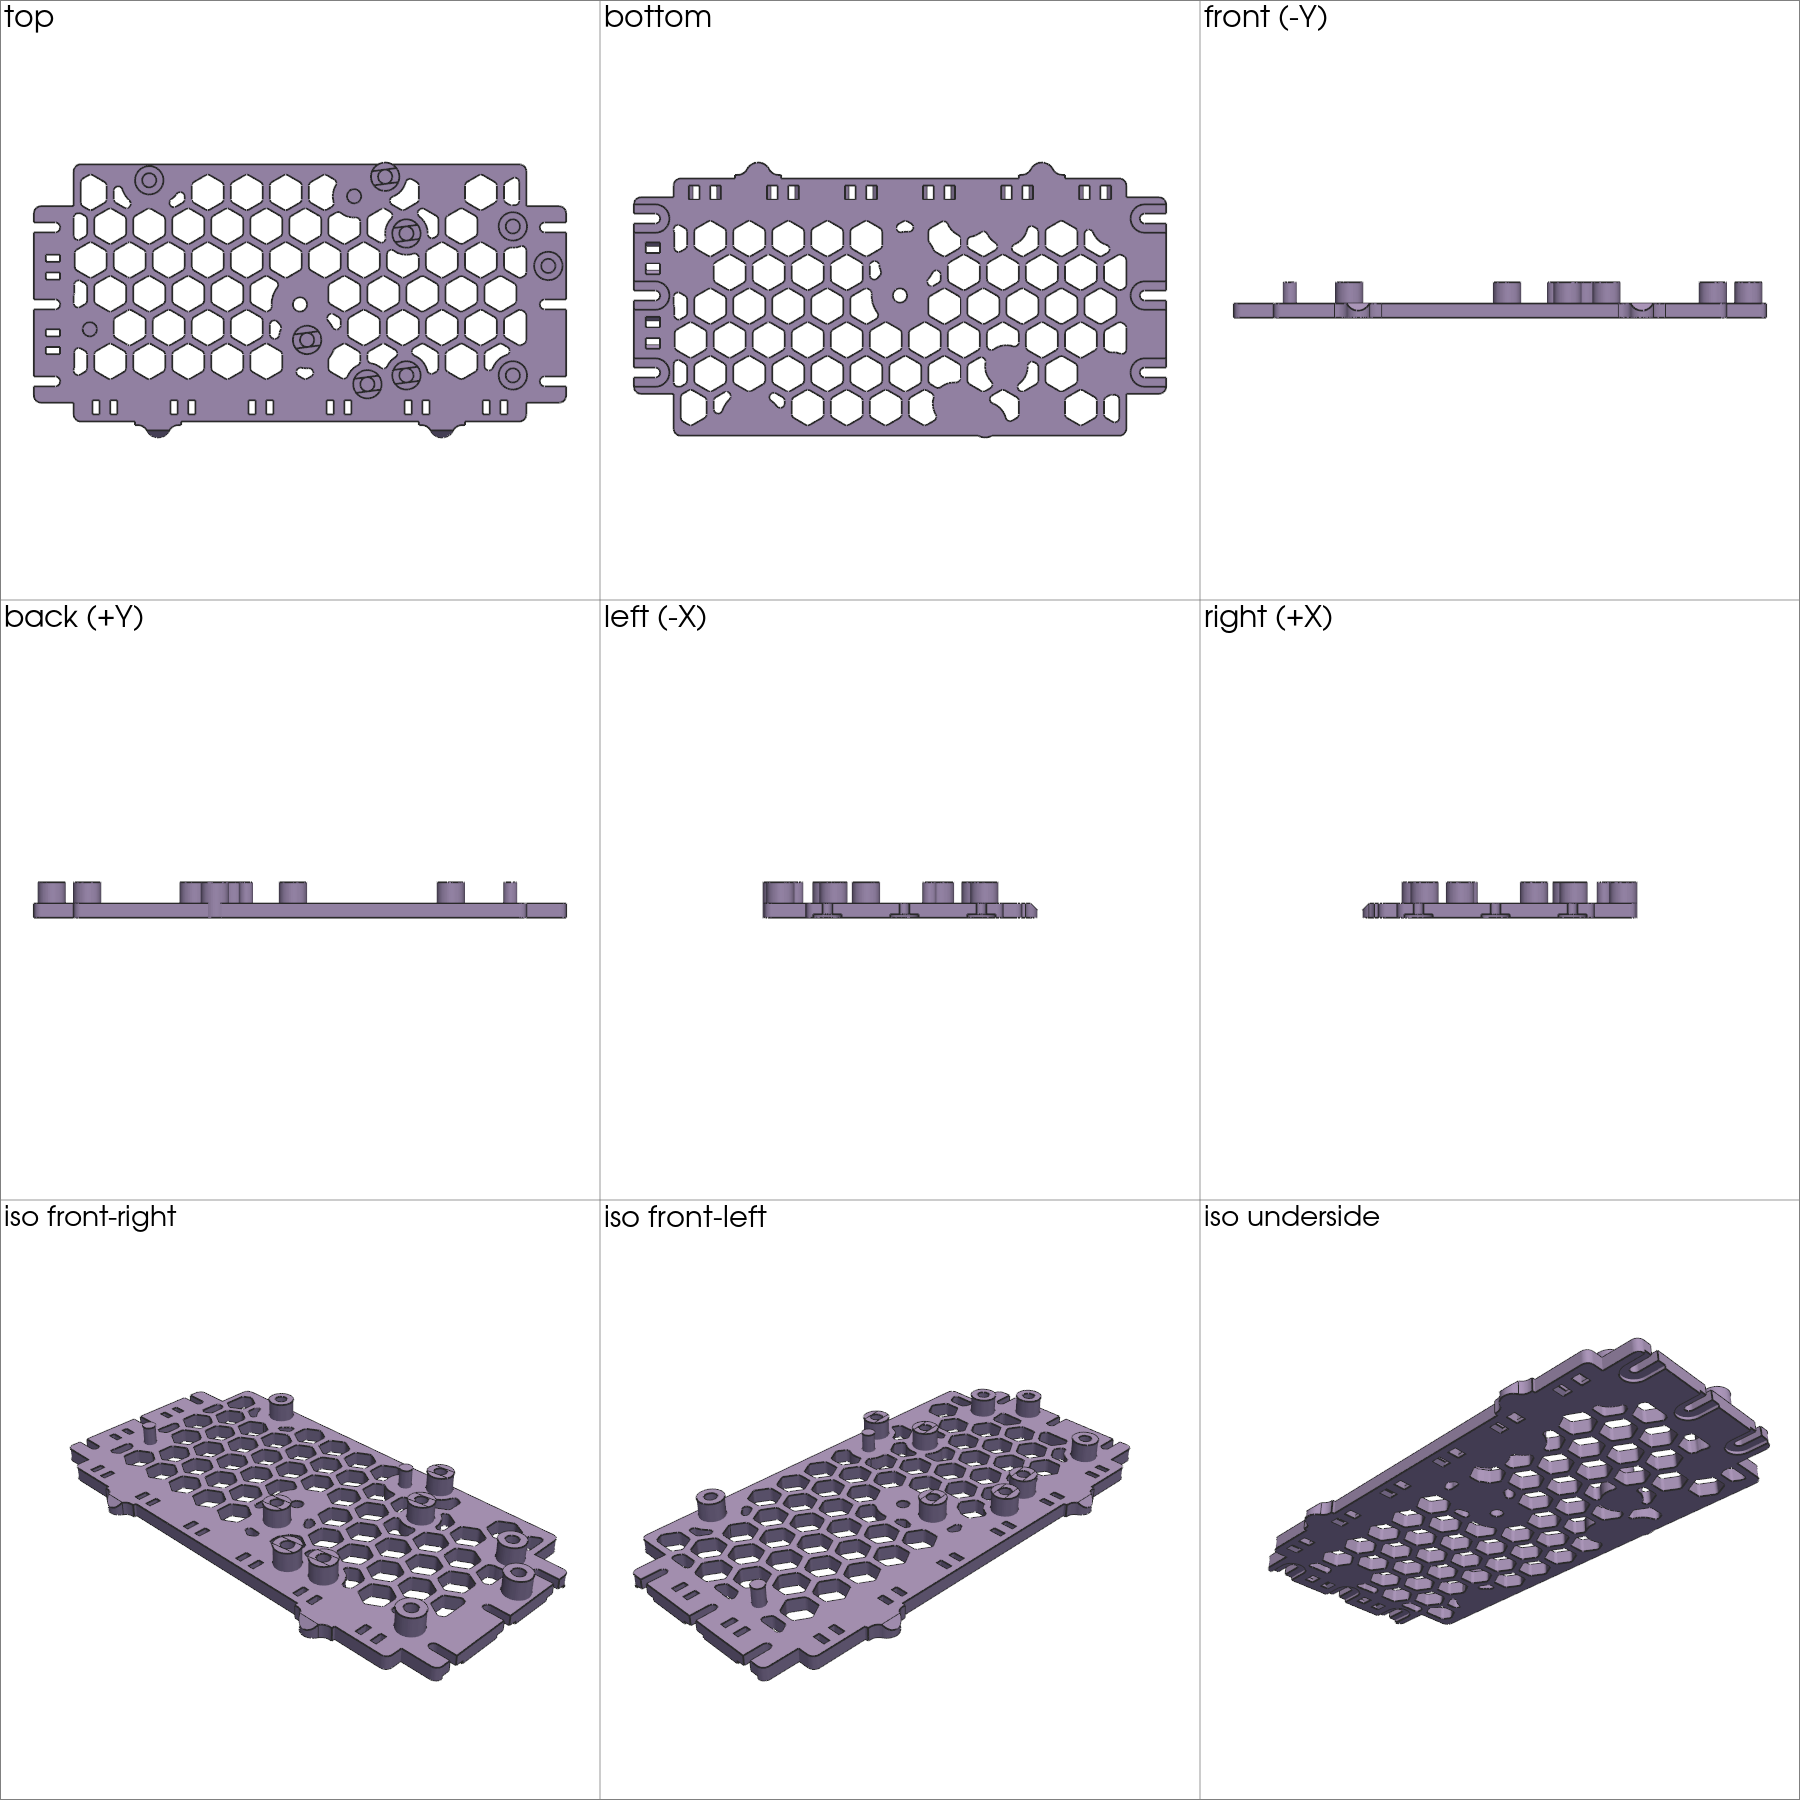 top
bottom
front (-Y)
back (+Y)
left (-X)
right (+X)
iso front-right
iso front-left
iso underside